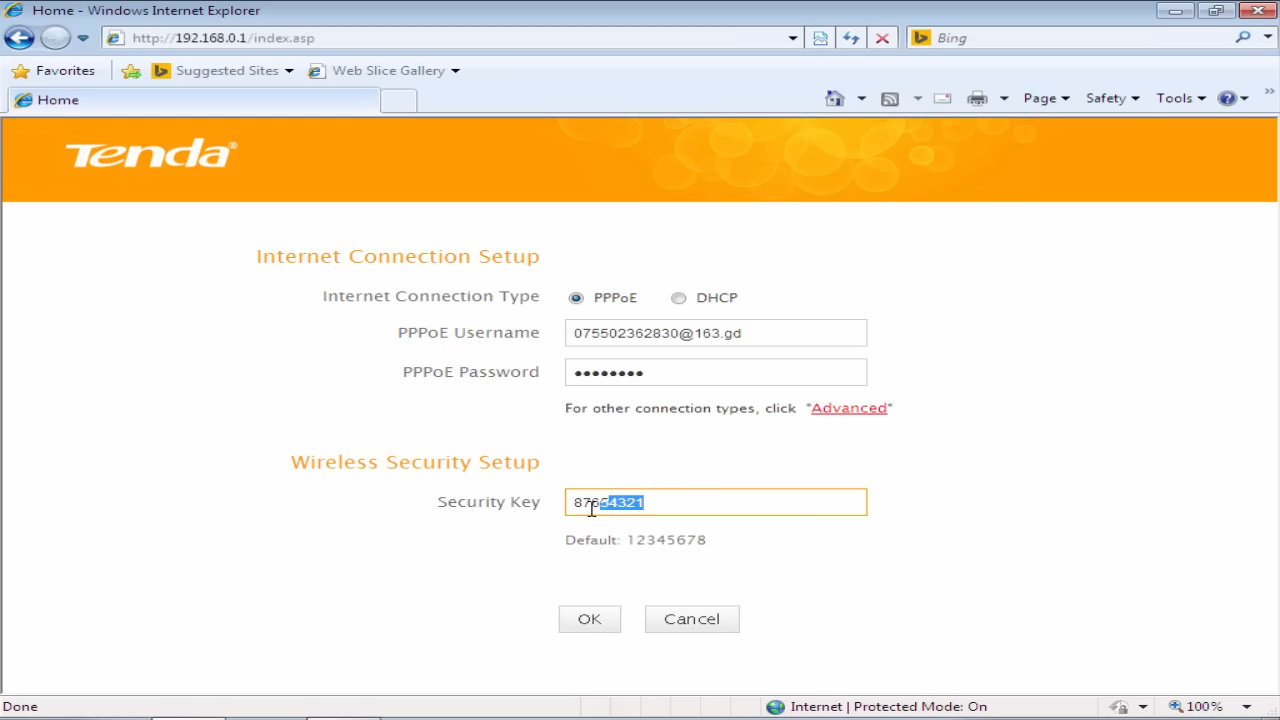 Home - Windows Internet Explorer
http://192.168.0.1/index.asp
Bing
Favorites Suggested Sites Web Slice Gallery
Home
Page Safety Tools
Tenda®
Internet Connection Setup
Internet Connection Type PPPoE DHCP
PPPoE Username 075502362830@163.gd
PPPoE Password ••••••••
For other connection types, click "Advanced"
Wireless Security Setup
Security Key 87654321
Default: 12345678
OK Cancel
Done Internet | Protected Mode: On 100%